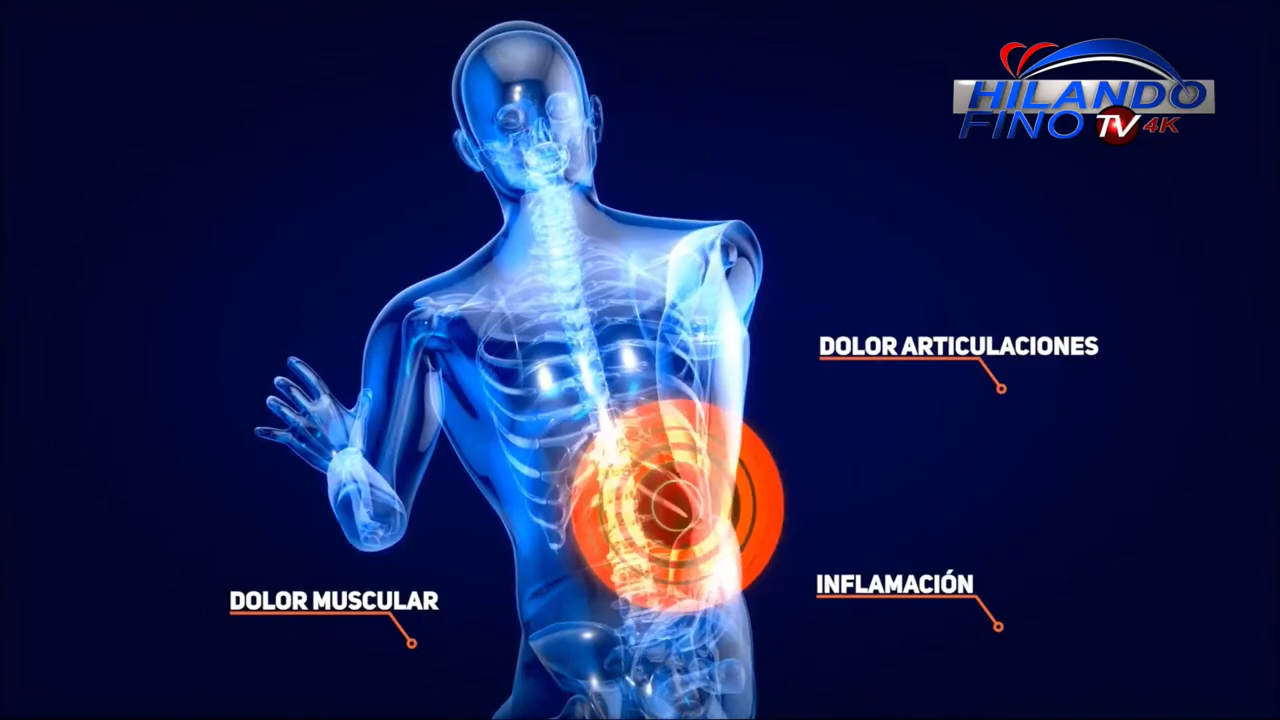 HILANDO
FINO TV 4K
DOLOR ARTICULACIONES
INFLAMACIÓN
DOLOR MUSCULAR